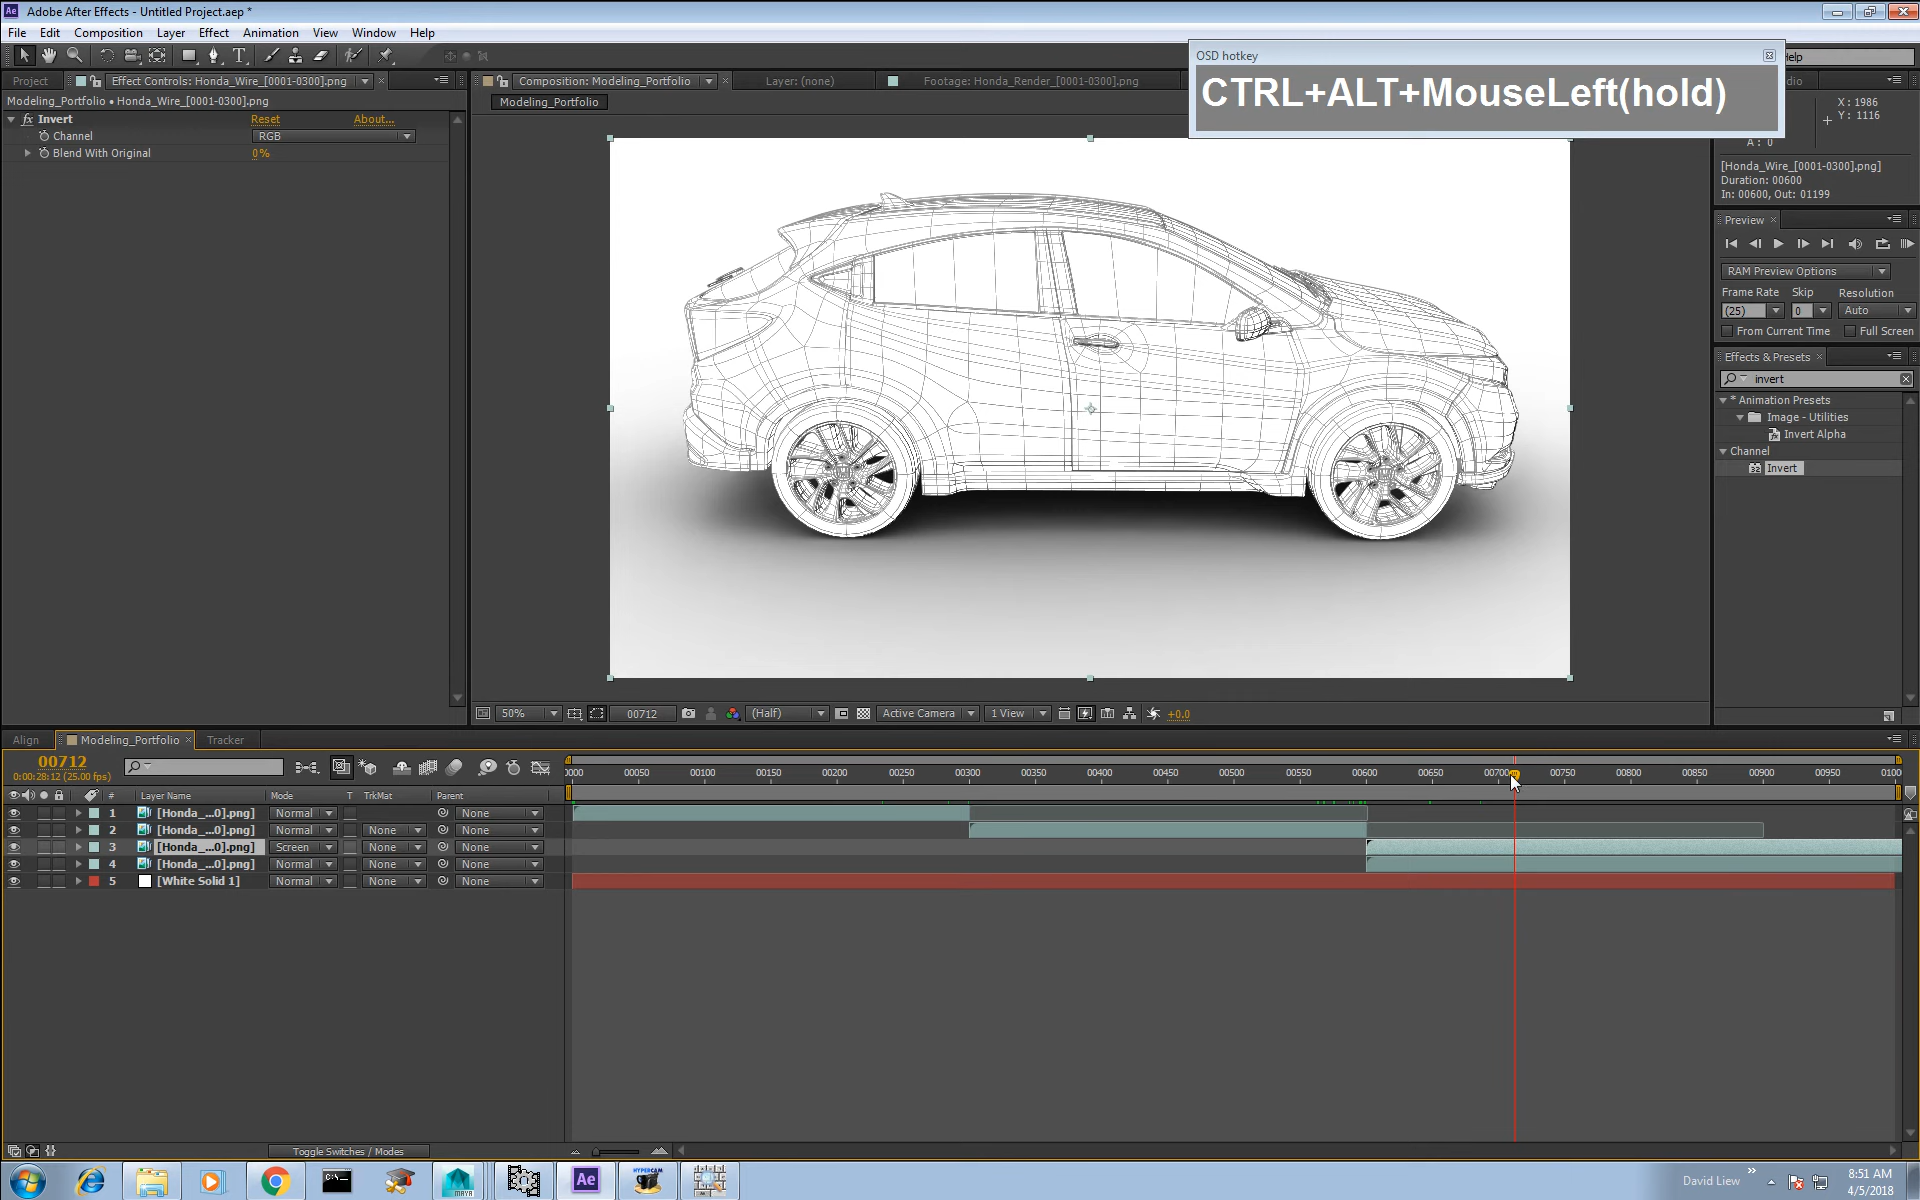 Adobe After Effects - Untitled Project.aep *
File Edit Composition Layer Effect Animation View Window Help
OSD hotkey
CTRL+ALT+MouseLeft(hold)
Help
Project Effect Controls: Honda_Wire_[0001-0300].png
Composition: Modeling_Portfolio Layer: (none) Footage: Honda_Render_[0001-0300].png
Modeling_Portfolio • Honda_Wire_[0001-0300].png
Modeling_Portfolio
fx Invert Reset About...
Channel RGB
Blend With Original 0%
X : 1986
Y : 1116
A : 0
[Honda_Wire_[0001-0300].png]
Duration: 00600
In: 00600, Out: 01199
Preview
RAM Preview Options
Frame Rate Skip Resolution
(25) 0 Auto
From Current Time Full Screen
Effects & Presets
invert
* Animation Presets
Image - Utilities
Invert Alpha
Channel
Invert
50% 00712 (Half) Active Camera 1 View +0.0
Align Modeling_Portfolio Tracker
00712
0:00:28:12 (25.00 fps)
0000 00050 00100 00150 00200 00250 00300 00350 00400 00450 00500 00550 00600 00650 00700 00750 00800 00850 00900 00950 0100
# Layer Name Mode T TrkMat Parent
1 [Honda_...0].png] Normal None
2 [Honda_...0].png] Normal None None
3 [Honda_...0].png] Screen None None
4 [Honda_...0].png] Normal None None
5 [White Solid 1] Normal None None
Toggle Switches / Modes
Ae
MAYA
HYPERCAM
David Liew
8:51 AM
4/5/2018